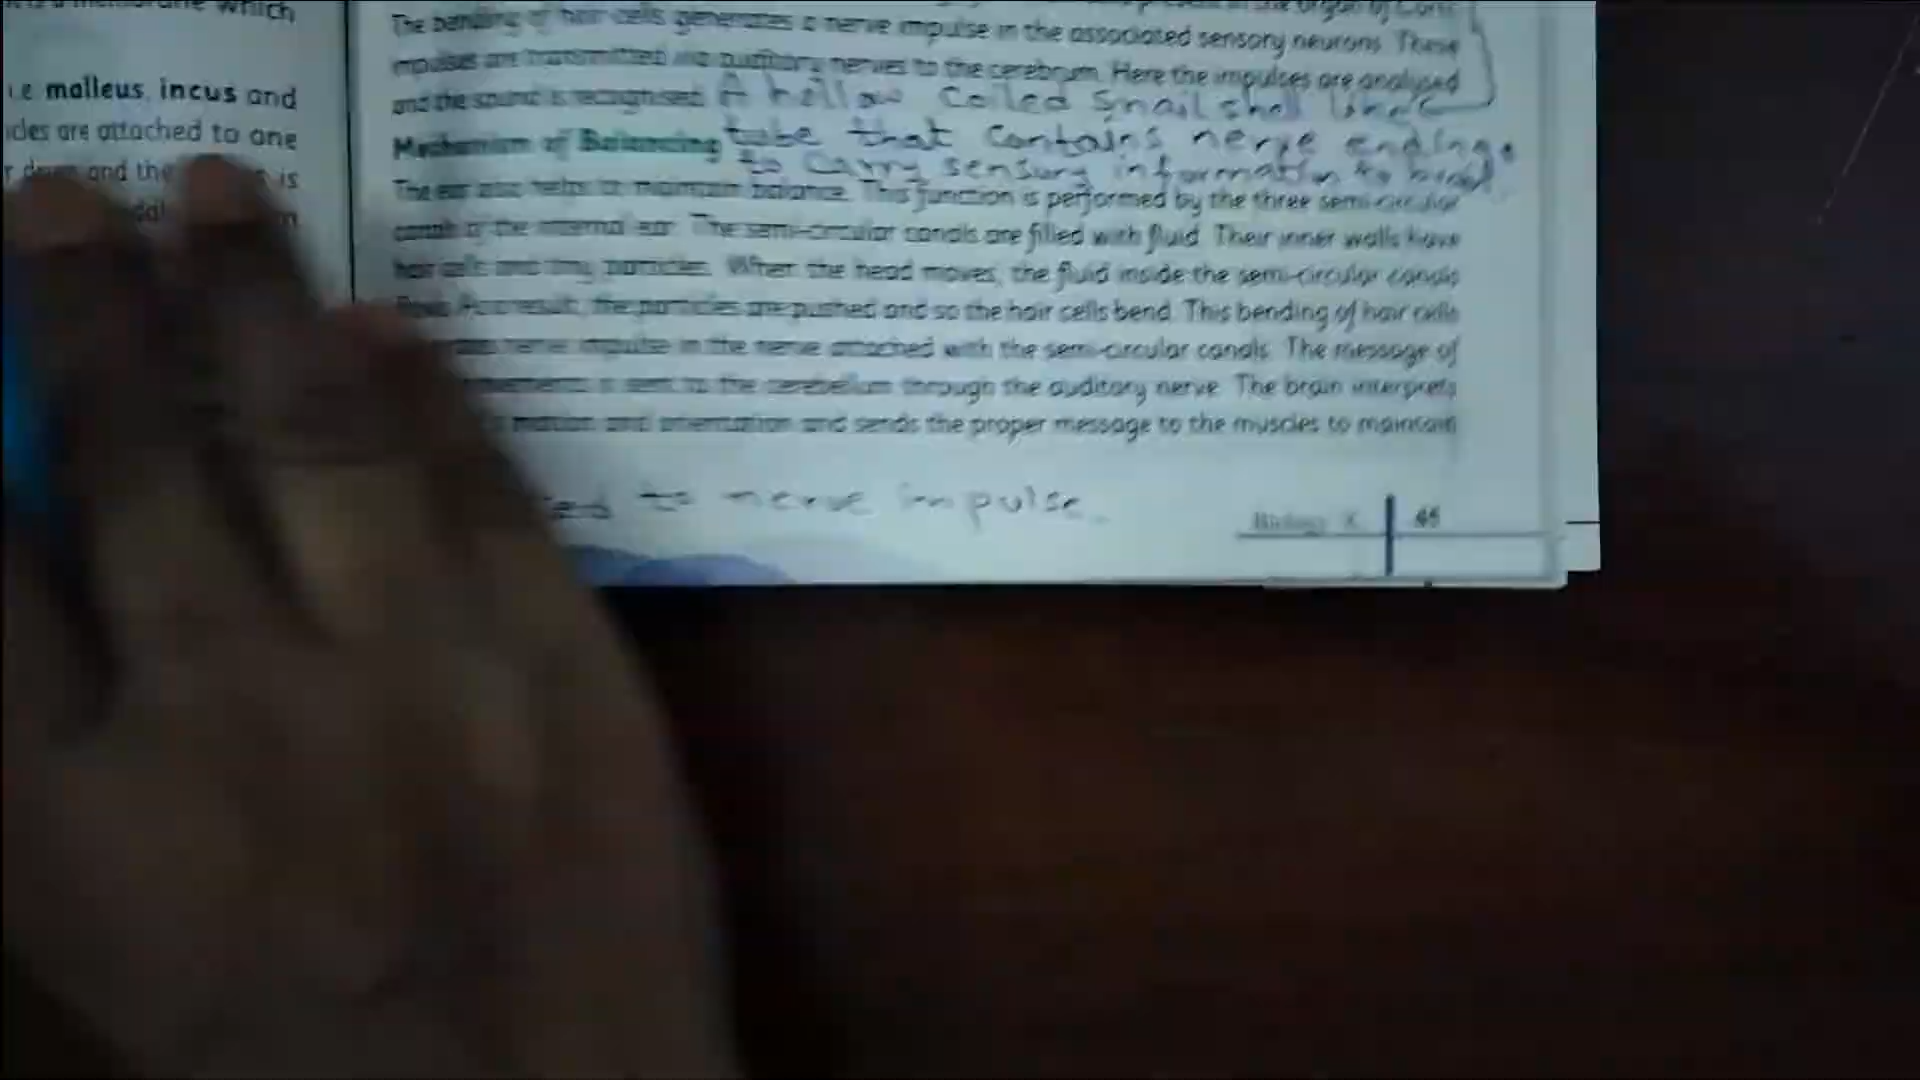 which
i.e malleus, incus and
are attached to one
and the is
The bending of hair cells generates a nerve impulse in the associated sensory neurons. These
impulses are transmitted via auditory nerves to the cerebrum. Here the impulses are analysed
and the sound is recognised. A hollow coiled snail shell like
Mechanism of Balancing tube that contains nerve ending.
to carry sensory information to
The ear also helps to maintain balance. This function is performed by the three semi-circular
canals of the internal ear. The semi-circular canals are filled with fluid. Their inner walls have
hair cells and tiny particles. When the head moves, the fluid inside the semi-circular canals
As a result, the particles are pushed and so the hair cells bend. This bending of hair cells
nerve impulse in the nerve attached with the semi-circular canals. The message of
movements is sent to the cerebellum through the auditory nerve. The brain interprets
motion and orientation and sends the proper message to the muscles to maintain
to nerve impulse.
Biology X 45